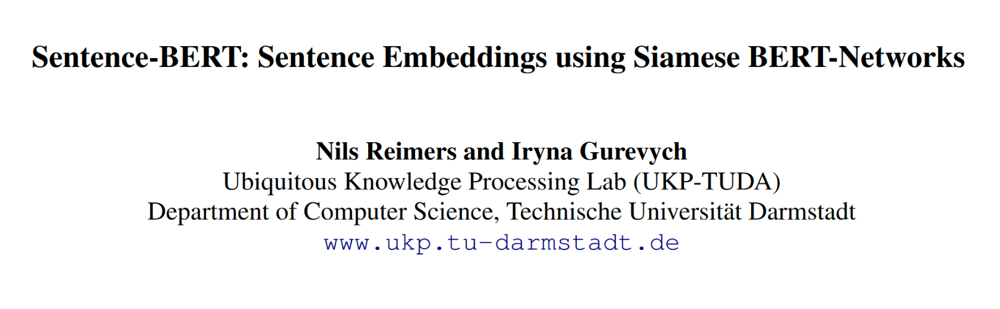 Sentence-BERT: Sentence Embeddings using Siamese BERT-Networks
Nils Reimers and Iryna Gurevych
Ubiquitous Knowledge Processing Lab (UKP-TUDA)
Department of Computer Science, Technische Universität Darmstadt
www.ukp.tu-darmstadt.de